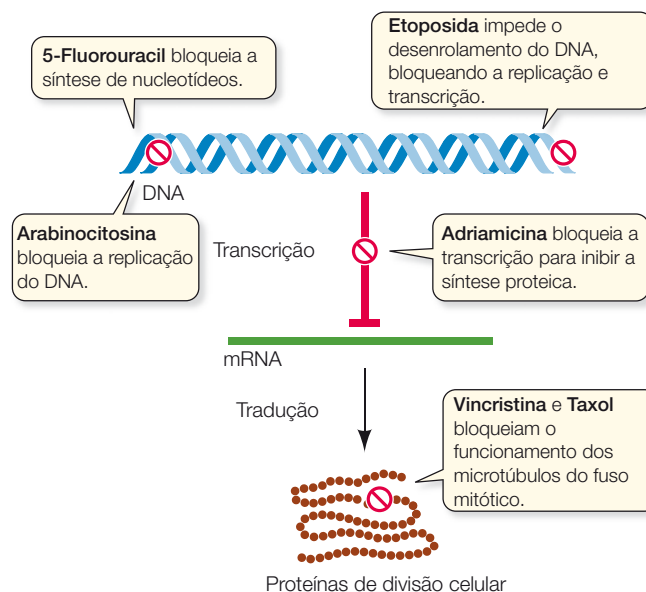 5-Fluorouracil bloqueia a
síntese de nucleotídeos.
Etoposida impede o
desenrolamento do DNA,
bloqueando a replicação e
transcrição.
DNA
Arabinocitosina
bloqueia a replicação
do DNA.
Transcrição
Adriamicina bloqueia a
transcrição para inibir a
síntese proteica.
mRNA
Tradução
Vincristina e Taxol
bloqueiam o
funcionamento dos
microtúbulos do fuso
mitótico.
Proteínas de divisão celular